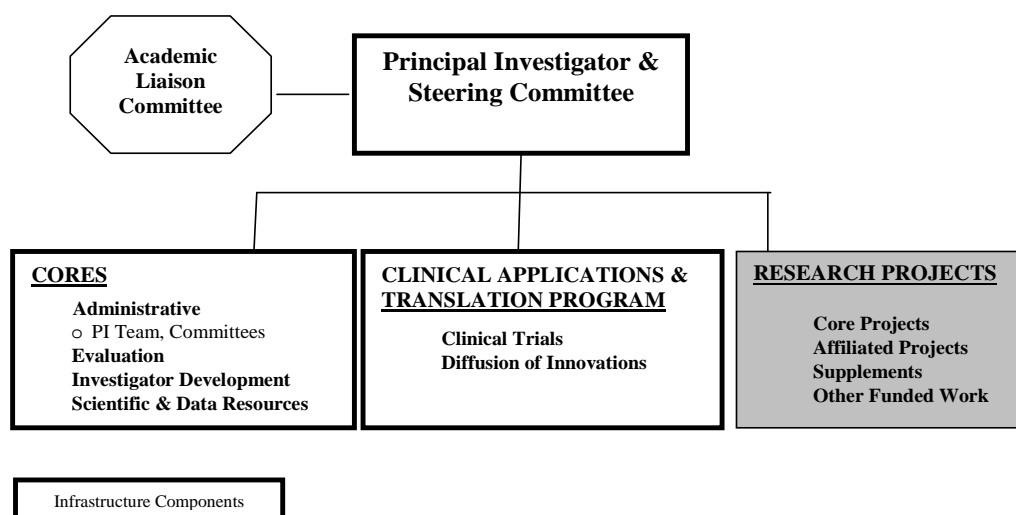 Academic
Liaison
Committee
Principal Investigator &
Steering Committee
CORES
Administrative
o PI Team, Committees
Evaluation
Investigator Development
Scientific & Data Resources
CLINICAL APPLICATIONS &
TRANSLATION PROGRAM
Clinical Trials
Diffusion of Innovations
RESEARCH PROJECTS
Core Projects
Affiliated Projects
Supplements
Other Funded Work
Infrastructure Components